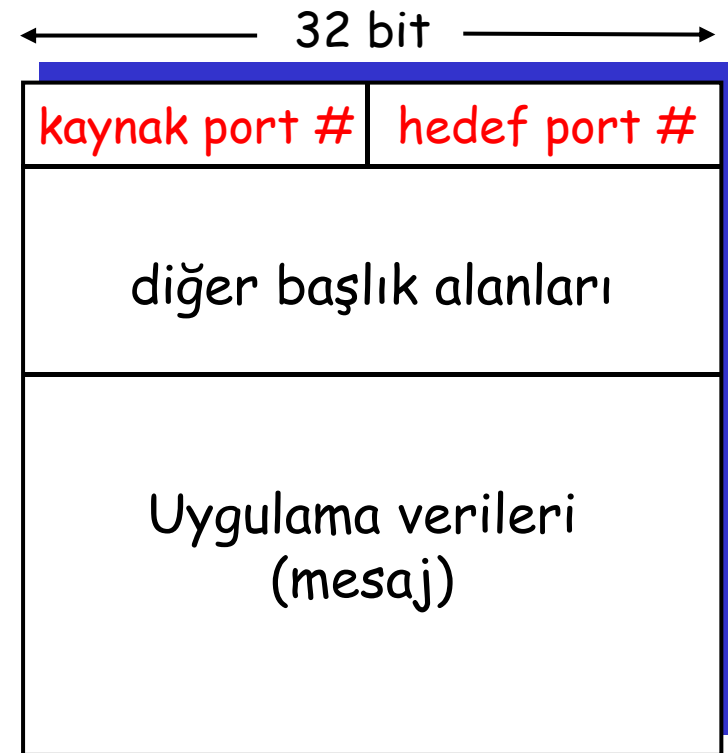 32 bit
kaynak port # hedef port #
diğer başlık alanları
Uygulama verileri
(mesaj)